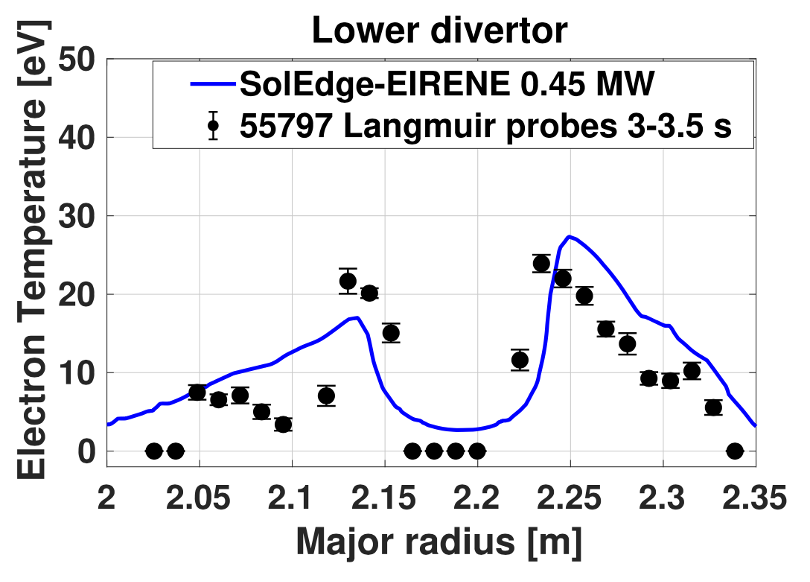 Lower divertor
SolEdge-EIRENE 0.45 MW
55797 Langmuir probes 3-3.5 s
Electron Temperature [eV]
50
40
30
20
10
0
2 2.05 2.1 2.15 2.2 2.25 2.3 2.35
Major radius [m]